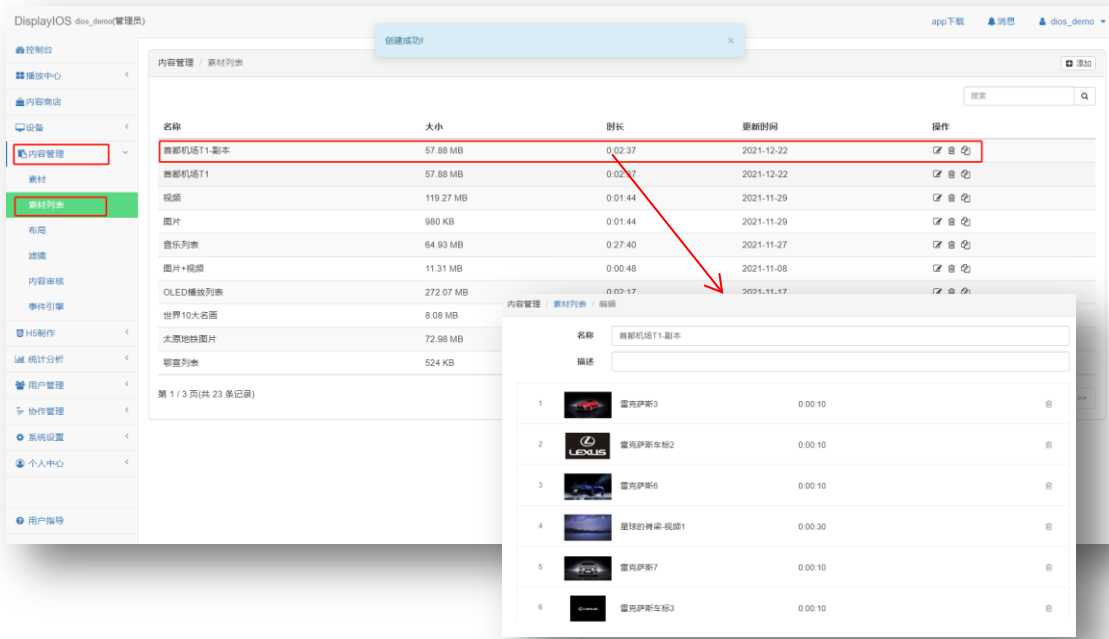 DisplayIOS dios_demo(管理员)
app下载 消息 dios_demo
创建成功! ×
控制台
播放中心
内容商店
设备
内容管理
素材
素材列表
布局
滤镜
内容审核
事件引擎
H5制作
统计分析
用户管理
协作管理
系统设置
个人中心
用户指导
内容管理 / 素材列表
添加
搜索
名称 大小 时长 更新时间 操作
首都机场T1-副本 57.88 MB 0:02:37 2021-12-22
首都机场T1 57.88 MB 0:02:37 2021-12-22
视频 119.27 MB 0:01:44 2021-11-29
图片 980 KB 0:01:44 2021-11-29
音乐列表 64.93 MB 0:27:40 2021-11-27
图片+视频 11.31 MB 0:00:48 2021-11-08
OLED播放列表 272.07 MB 0:02:17 2021-11-17
世界10大名画 8.08 MB
太原地铁图片 72.98 MB
鄂宣列表 524 KB
第 1 / 3 页(共 23 条记录)
>>
内容管理 / 素材列表 / 编辑
名称 首都机场T1-副本
描述
1 雷克萨斯3 0:00:10
2 LEXUS 雷克萨斯车标2 0:00:10
3 雷克萨斯6 0:00:10
4 星球的脊梁-视频1 0:00:30
5 雷克萨斯7 0:00:10
6 雷克萨斯车标3 0:00:10